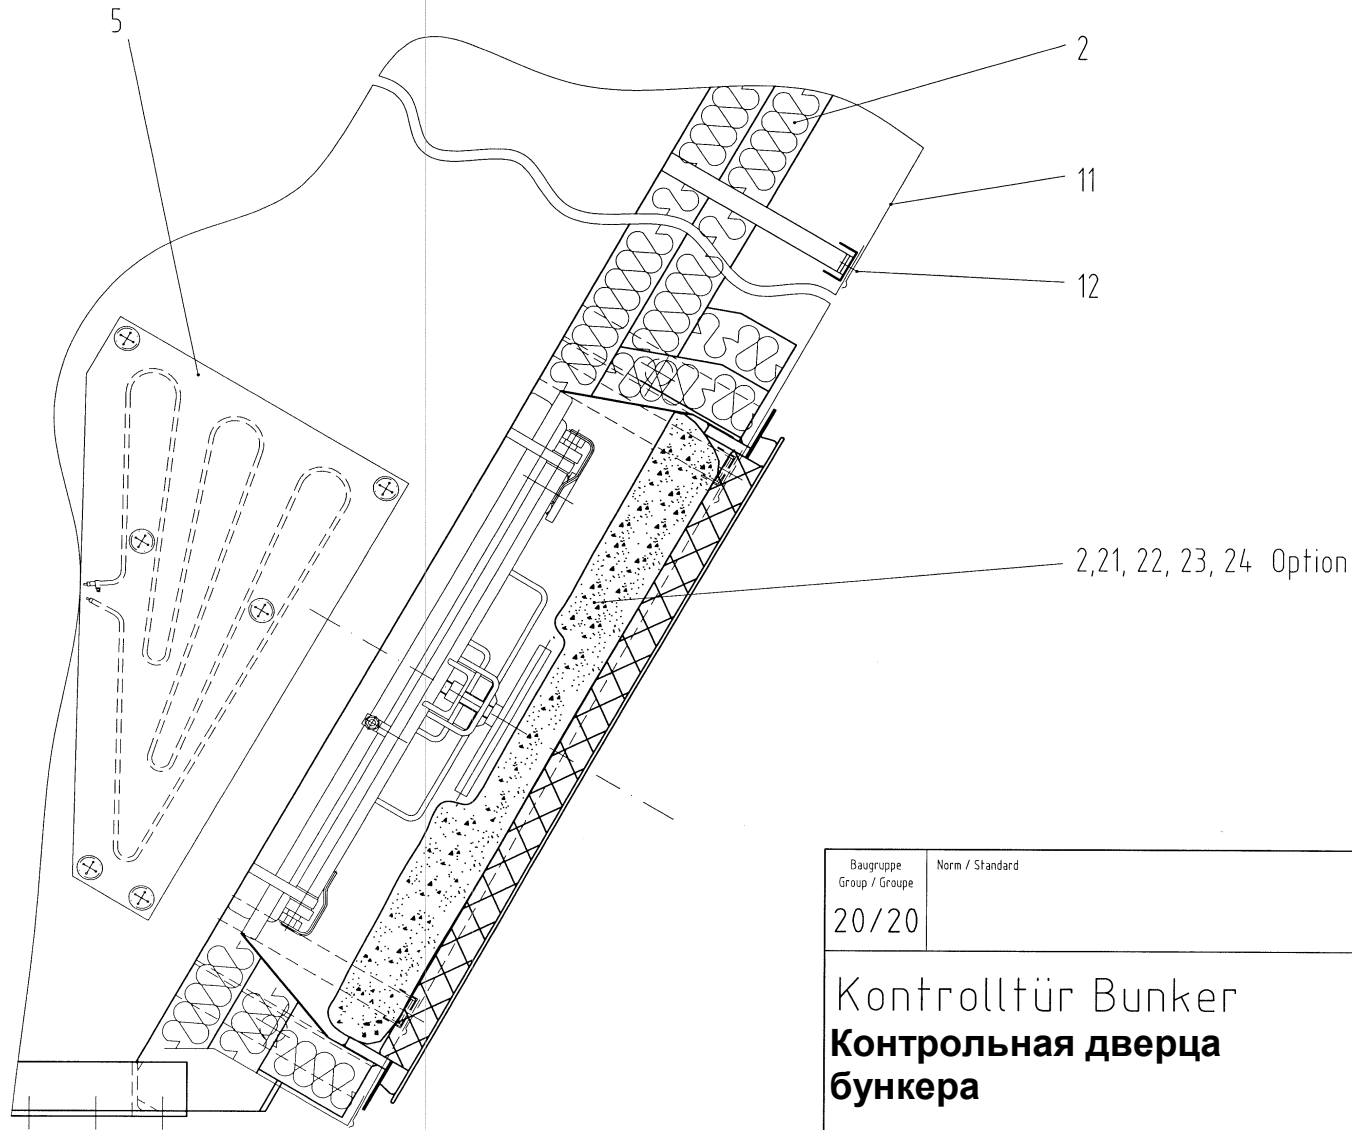 5
2
11
12
2,21, 22, 23, 24 Option
Baugruppe
Group / Groupe
20/20
Norm / Standard
Kontrolltür Bunker
Контрольная дверца
бункера